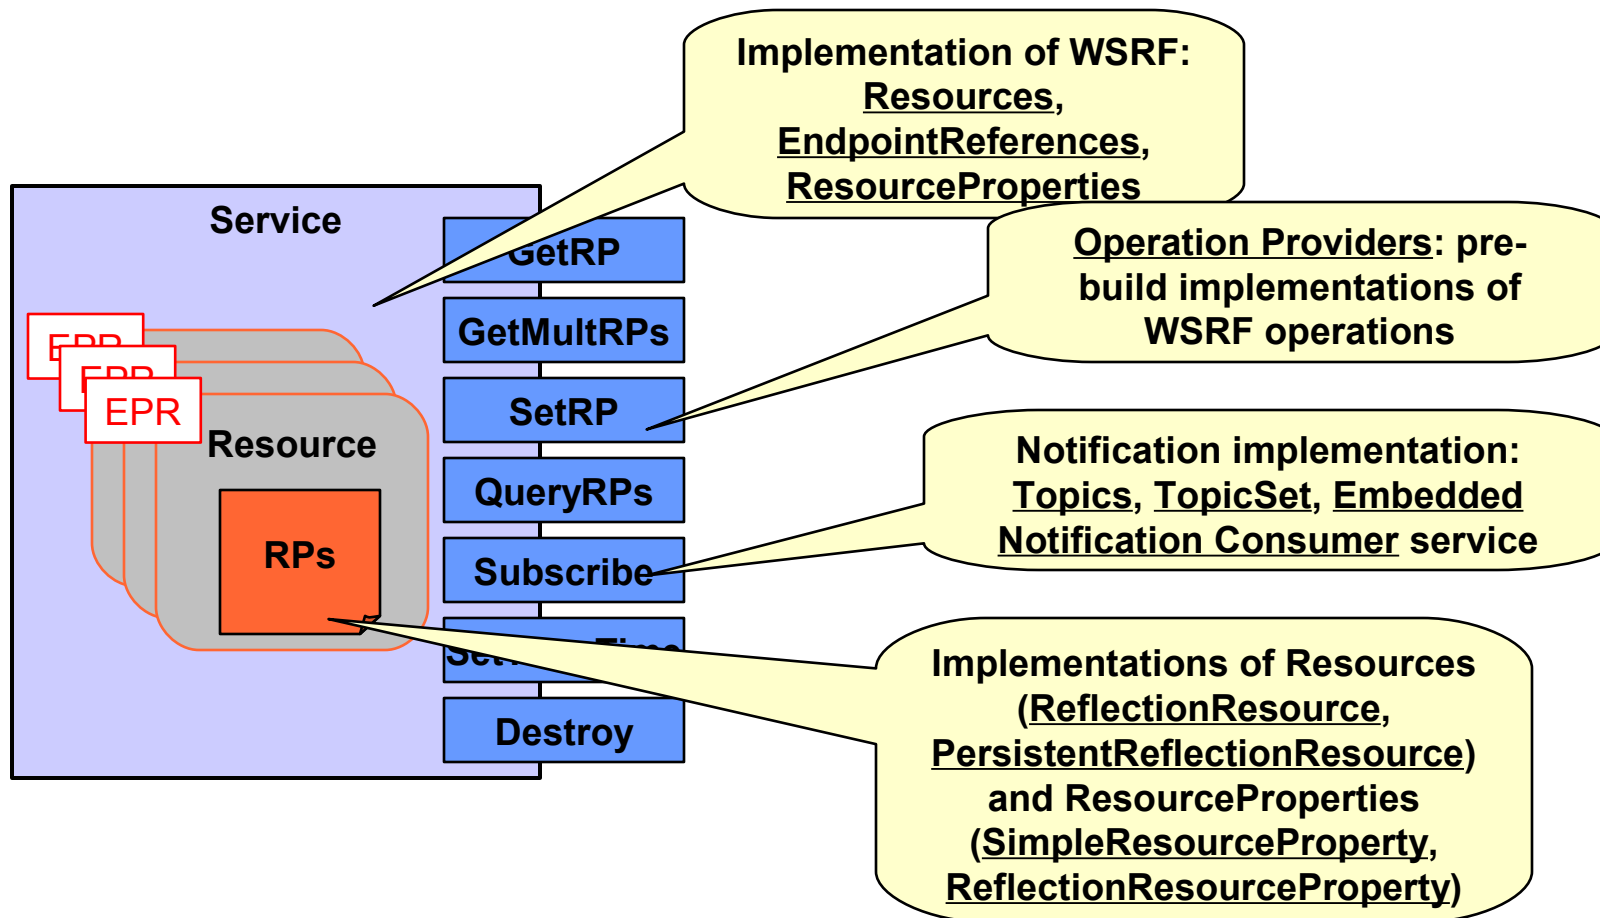 Implementation of WSRF:
Resources,
EndpointReferences,
ResourceProperties
Service
GetRP
Operation Providers: pre-
build implementations of
WSRF operations
GetMultRPs
EPR
EPR
EPR
SetRP
Resource
Notification implementation:
Topics, TopicSet, Embedded
Notification Consumer service
QueryRPs
RPs
Subscribe
Implementations of Resources
(ReflectionResource,
PersistentReflectionResource)
and ResourceProperties
(SimpleResourceProperty,
ReflectionResourceProperty)
Destroy